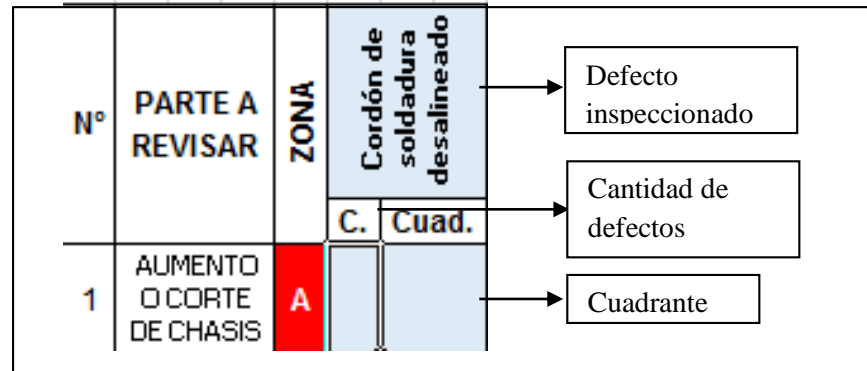 Nº
PARTE A
REVISAR
ZONA
Cordón de
soldadura
desalineado
C.
Cuad.
1
AUMENTO
O CORTE
DE CHASIS
A
Defecto
inspeccionado
Cantidad de
defectos
Cuadrante